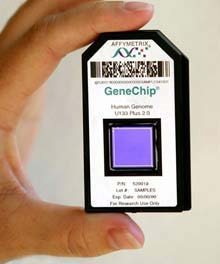 AFFYMETRIX
GeneChip®
Human Genome
U133 Plus 2.0
P/N: 520019
Lot #: SAMPLES
Exp Date: 00/00/00
For Research Use Only